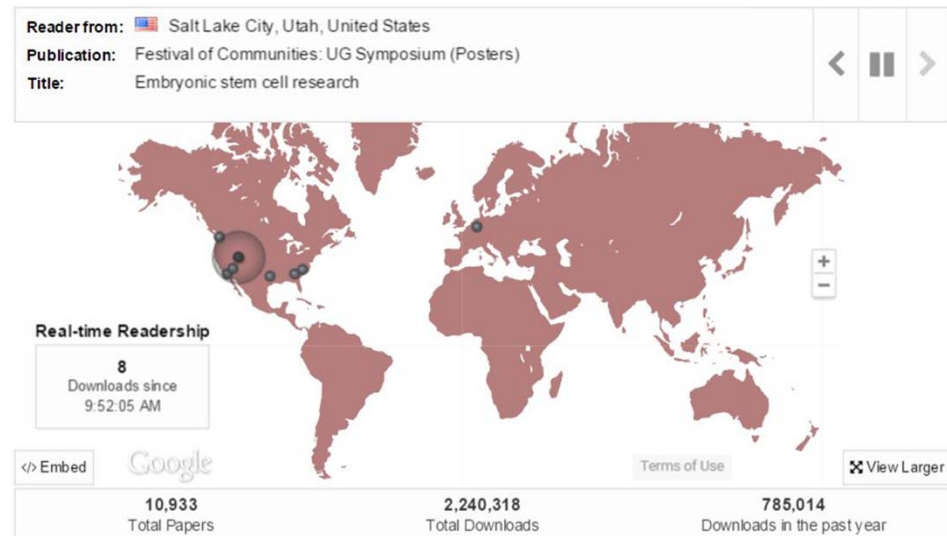 Reader from: Salt Lake City, Utah, United States
Publication: Festival of Communities: UG Symposium (Posters)
Title: Embryonic stem cell research
+
−
Real-time Readership
8
Downloads since
9:52:05 AM
</> Embed
Google
Terms of Use
View Larger
10,933
Total Papers
2,240,318
Total Downloads
785,014
Downloads in the past year